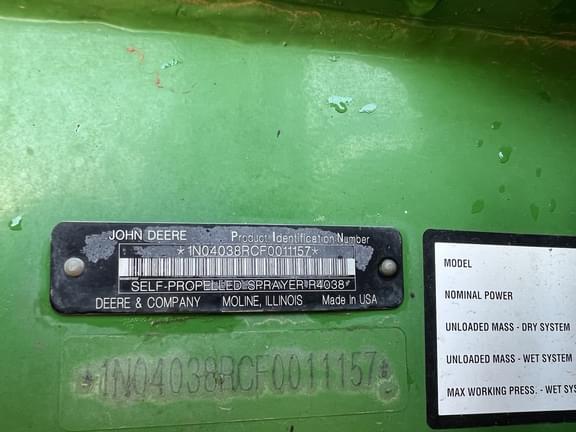 JOHN DEERE Product Identification Number
*1N04038RCF0011157*
SELF-PROPELLED SPRAYER R4038
DEERE & COMPANY MOLINE, ILLINOIS Made In USA
*1N04038RCF0011157*
MODEL
NOMINAL POWER
UNLOADED MASS - DRY SYSTEM
UNLOADED MASS - WET SYSTEM
MAX WORKING PRESS. - WET SYS